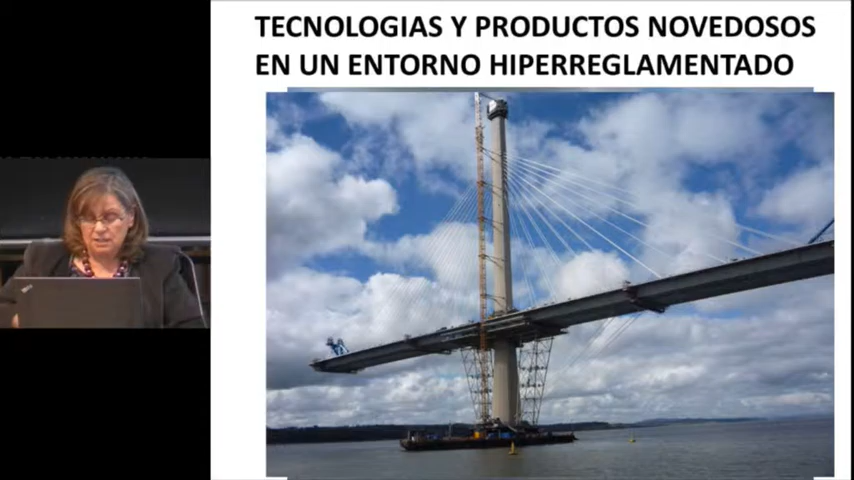 TECNOLOGIAS Y PRODUCTOS NOVEDOSOS
EN UN ENTORNO HIPERREGLAMENTADO